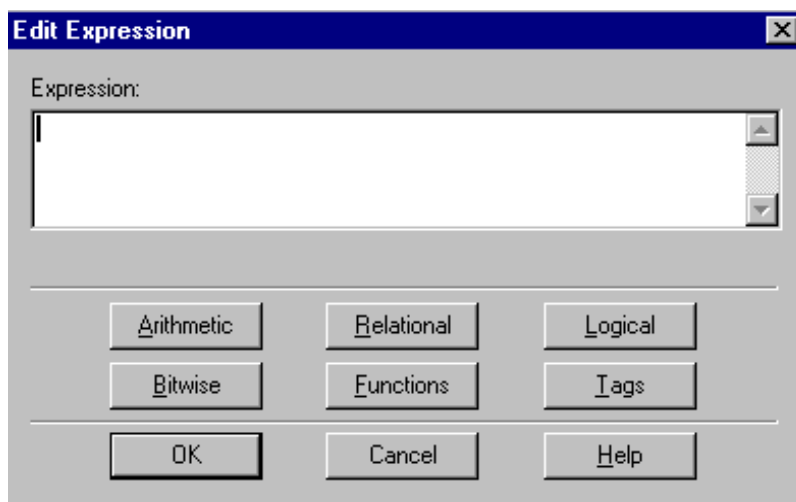 Edit Expression
Expression:
Arithmetic Relational Logical
Bitwise Functions Tags
OK Cancel Help